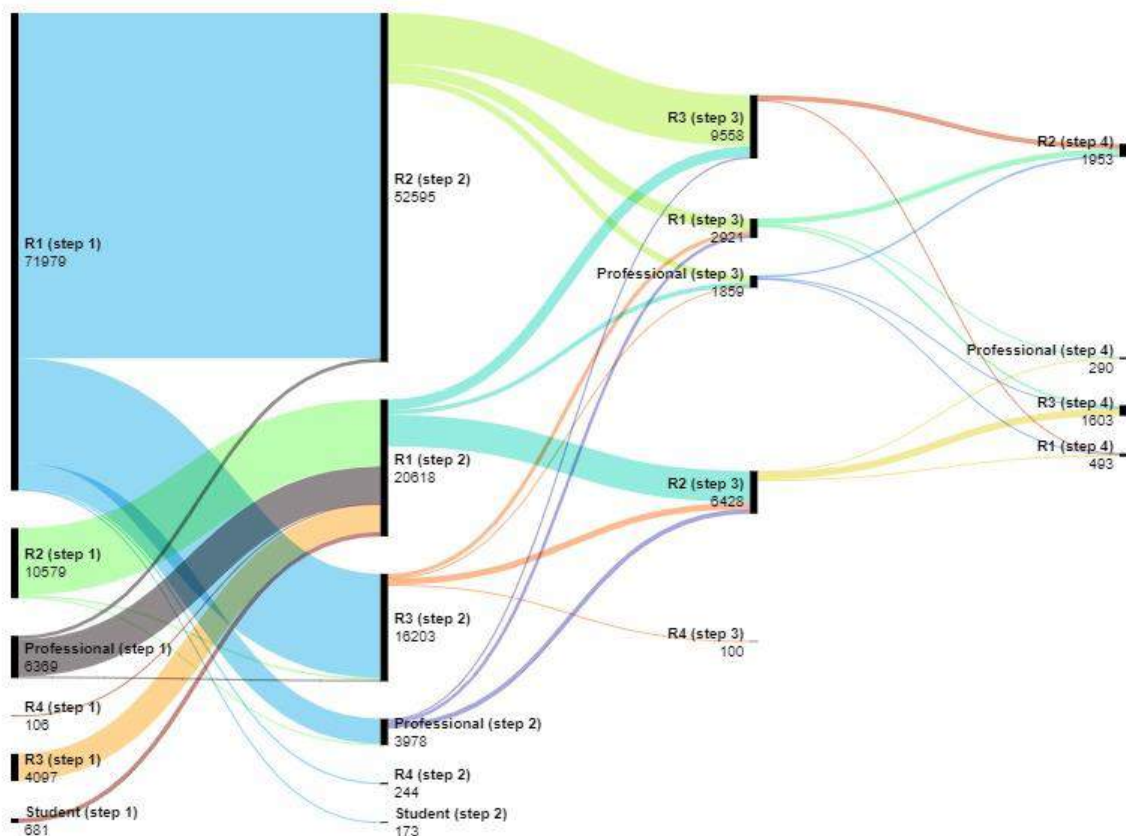 R1 (step 1)
71979
R2 (step 1)
10579
Professional (step 1)
6369
R4 (step 1)
106
R3 (step 1)
4097
Student (step 1)
681
R2 (step 2)
52595
R1 (step 2)
20618
R3 (step 2)
16203
Professional (step 2)
3978
R4 (step 2)
244
Student (step 2)
173
R3 (step 3)
9558
R1 (step 3)
2921
Professional (step 3)
1859
R2 (step 3)
6428
R4 (step 3)
100
R2 (step 4)
1953
Professional (step 4)
290
R3 (step 4)
1603
R1 (step 4)
493